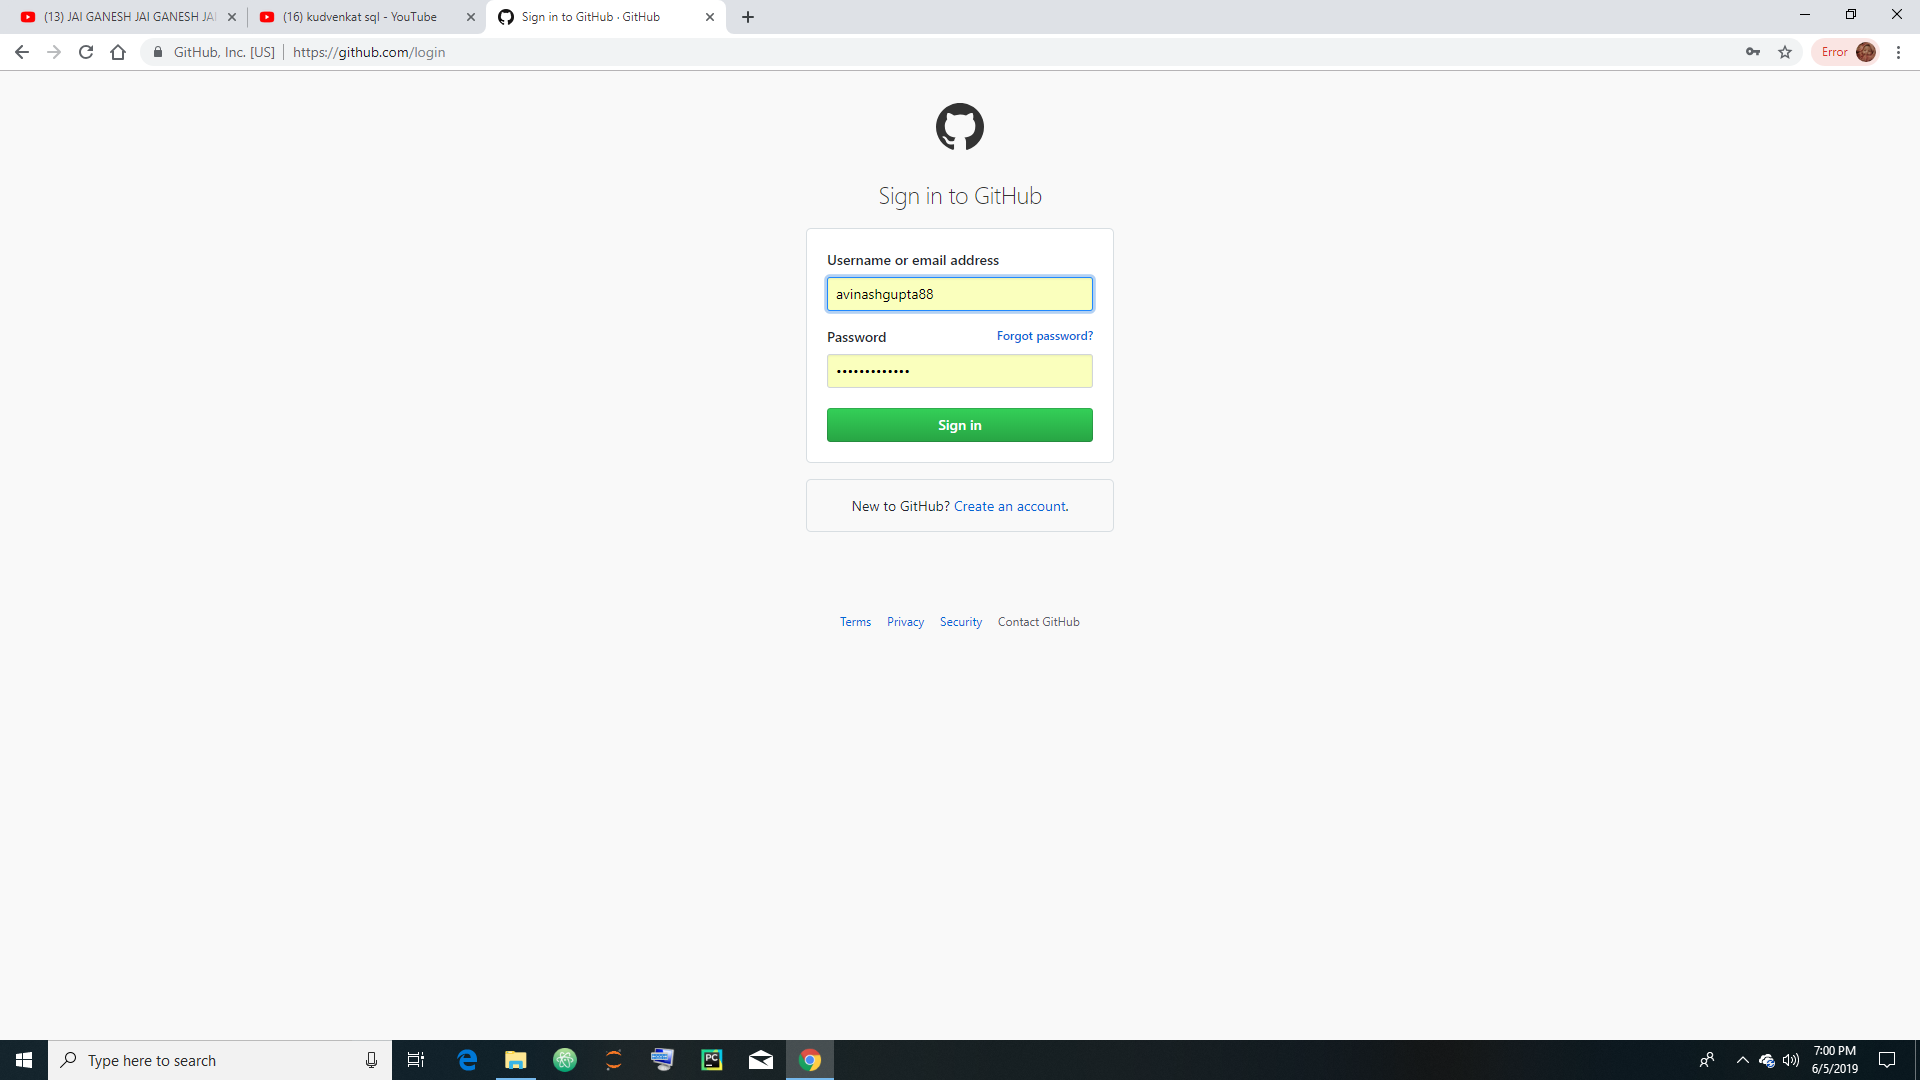 (13) JAI GANESH JAI GANESH JAI
(16) kudvenkat sql - YouTube
Sign in to GitHub · GitHub
GitHub, Inc. [US]
https://github.com/login
Error
Sign in to GitHub
Username or email address
avinashgupta88
Password
Forgot password?
•••••••••••••
Sign in
New to GitHub? Create an account.
Terms Privacy Security Contact GitHub
Type here to search
PC
7:00 PM
6/5/2019